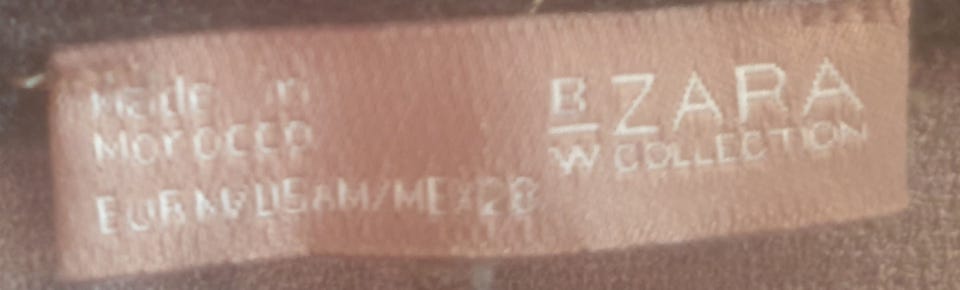 Made in
Morocco
EUR M/USA M/MEX 28
B
W
ZARA
COLLECTION